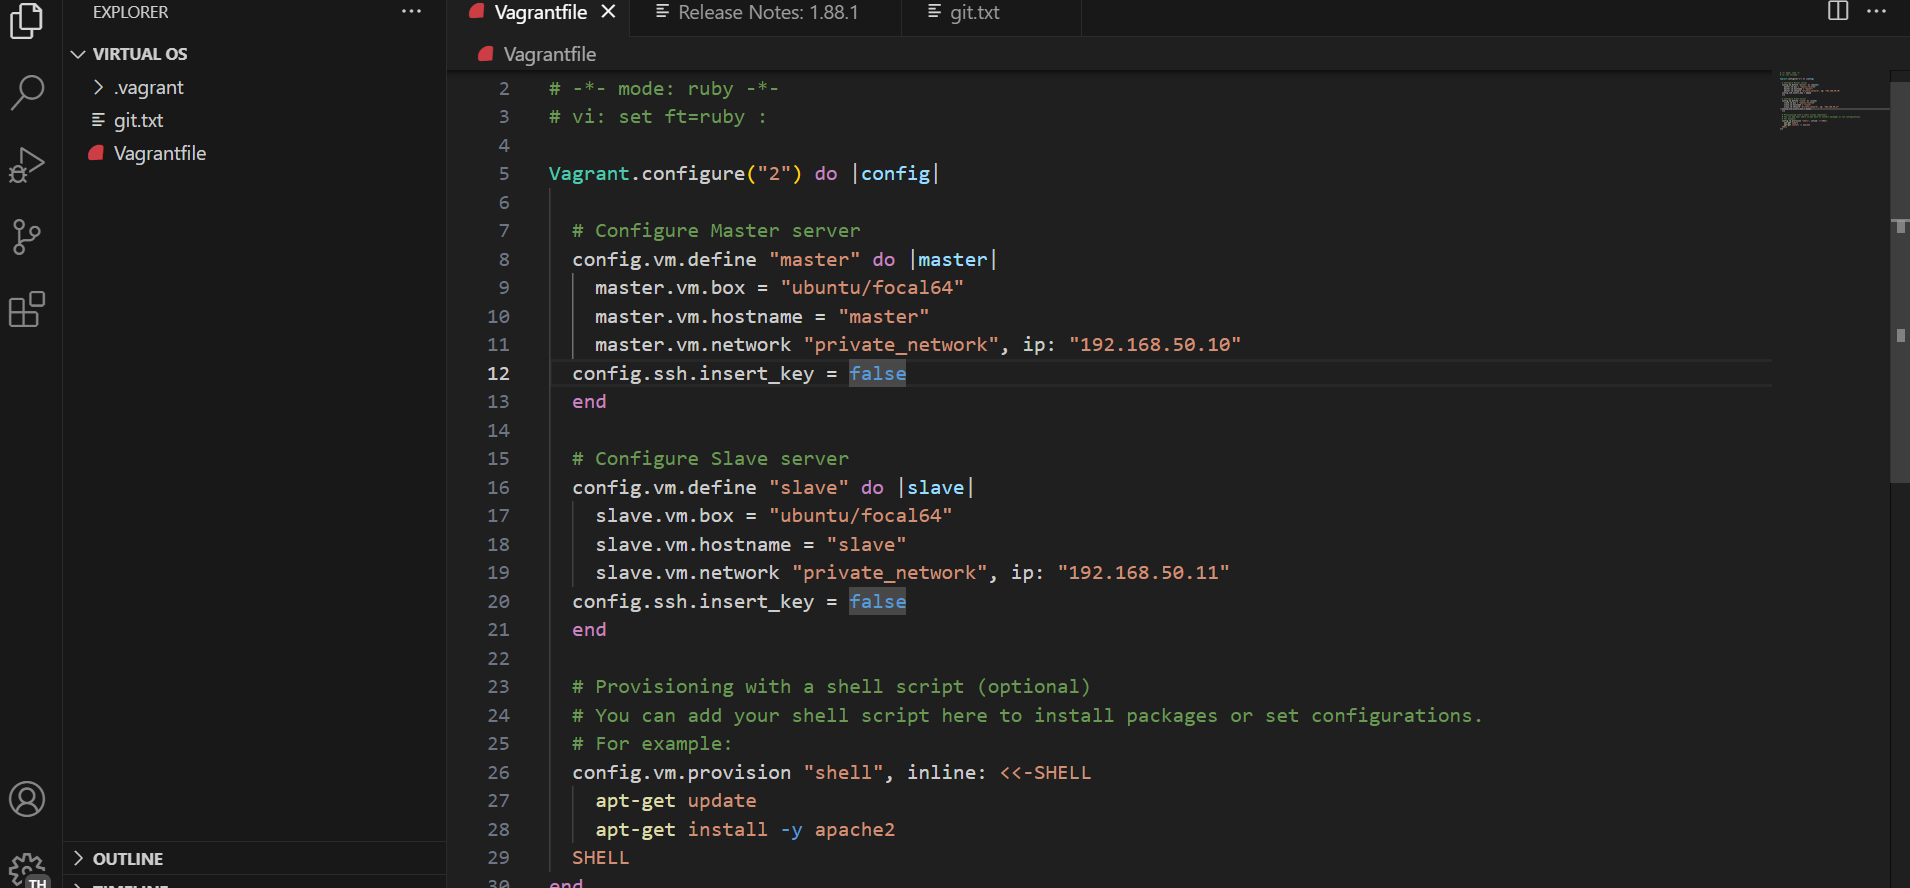 EXPLORER
VIRTUAL OS
.vagrant
git.txt
Vagrantfile
OUTLINE
TIMELINE
TH
Vagrantfile
Release Notes: 1.88.1
git.txt
Vagrantfile
2 # -*- mode: ruby -*-
3 # vi: set ft=ruby :
4
5 Vagrant.configure("2") do |config|
6
7   # Configure Master server
8   config.vm.define "master" do |master|
9     master.vm.box = "ubuntu/focal64"
10     master.vm.hostname = "master"
11     master.vm.network "private_network", ip: "192.168.50.10"
12   config.ssh.insert_key = false
13   end
14
15   # Configure Slave server
16   config.vm.define "slave" do |slave|
17     slave.vm.box = "ubuntu/focal64"
18     slave.vm.hostname = "slave"
19     slave.vm.network "private_network", ip: "192.168.50.11"
20   config.ssh.insert_key = false
21   end
22
23   # Provisioning with a shell script (optional)
24   # You can add your shell script here to install packages or set configurations.
25   # For example:
26   config.vm.provision "shell", inline: <<-SHELL
27     apt-get update
28     apt-get install -y apache2
29   SHELL
30 end